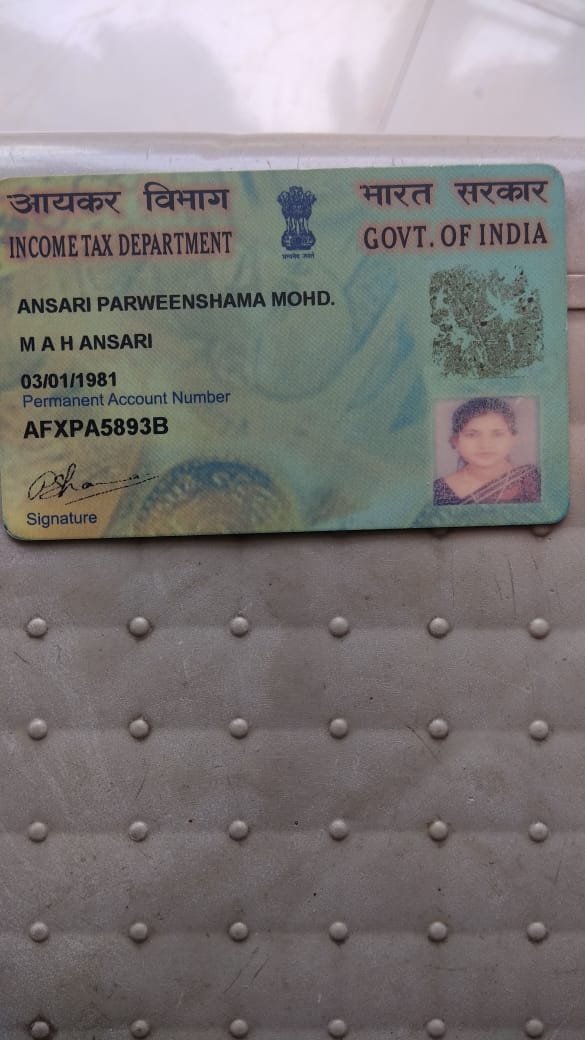 आयकर विभाग
INCOME TAX DEPARTMENT
भारत सरकार
GOVT. OF INDIA
सत्यमेव जयते
ANSARI PARWEENSHAMA MOHD.
M A H ANSARI
03/01/1981
Permanent Account Number
AFXPA5893B
Signature